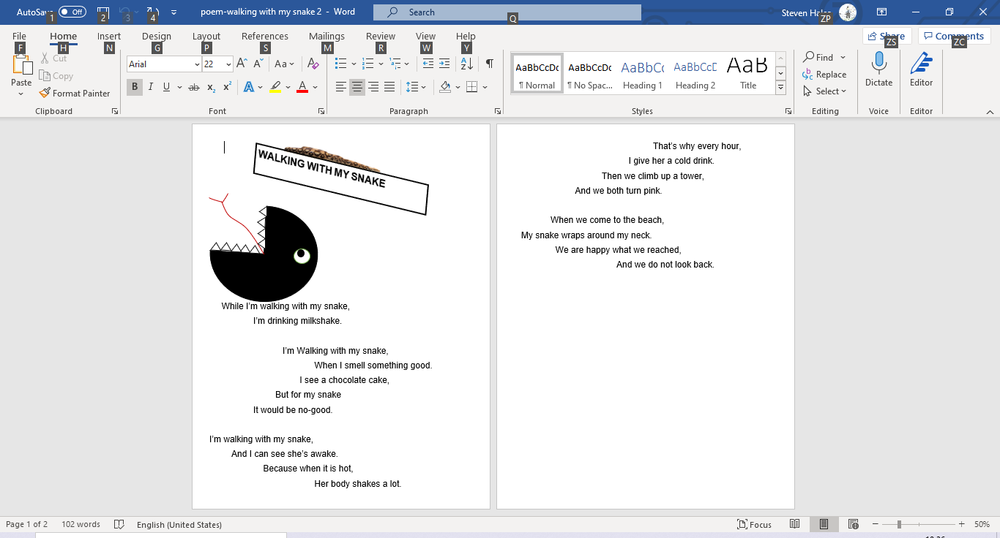 AutoSave Off 1 2 3 4 poem-walking with my snake 2 - Word Search Q Steven ZP
File Home Insert Design Layout References Mailings Review View Help Share Comments
F H N G P S M R W Y ZS ZC
Paste Cut Copy Format Painter
Arial 22 Aa
B I U ab x2 x2 A A
AaBbCcDc AaBbCcDc AaBbCc AaBbCcD AaB
¶ Normal ¶ No Spac... Heading 1 Heading 2 Title
Find Replace Select Dictate Editor
Clipboard Font Paragraph Styles Editing Voice Editor
WALKING WITH MY SNAKE
While I'm walking with my snake,
I'm drinking milkshake.
I'm Walking with my snake,
When I smell something good.
I see a chocolate cake,
But for my snake
It would be no-good.
I'm walking with my snake,
And I can see she's awake.
Because when it is hot,
Her body shakes a lot.
That's why every hour,
I give her a cold drink.
Then we climb up a tower,
And we both turn pink.
When we come to the beach,
My snake wraps around my neck.
We are happy what we reached,
And we do not look back.
Page 1 of 2 102 words English (United States) Focus 50%